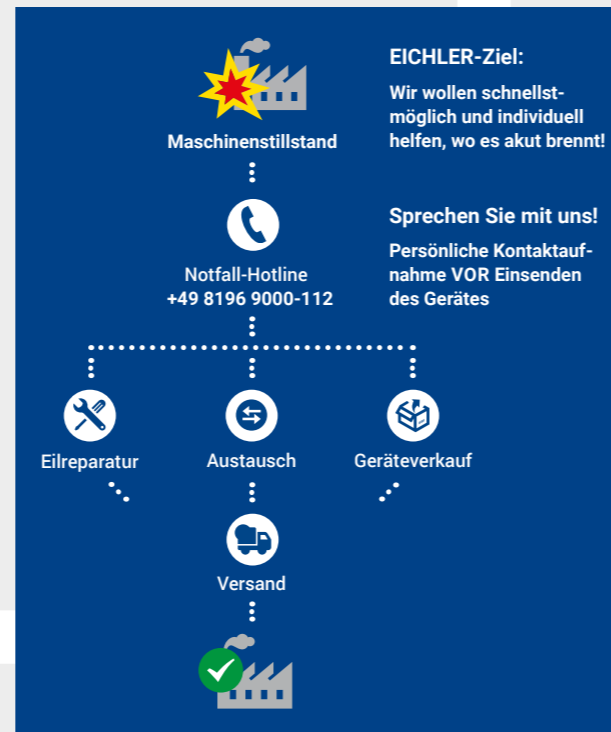 EICHLER-Ziel:
Wir wollen schnellst-
möglich und individuell
helfen, wo es akut brennt!
Maschinenstillstand
Sprechen Sie mit uns!
Persönliche Kontaktauf-
nahme VOR Einsenden
des Gerätes
Notfall-Hotline
+49 8196 9000-112
Eilreparatur
Austausch
Geräteverkauf
Versand